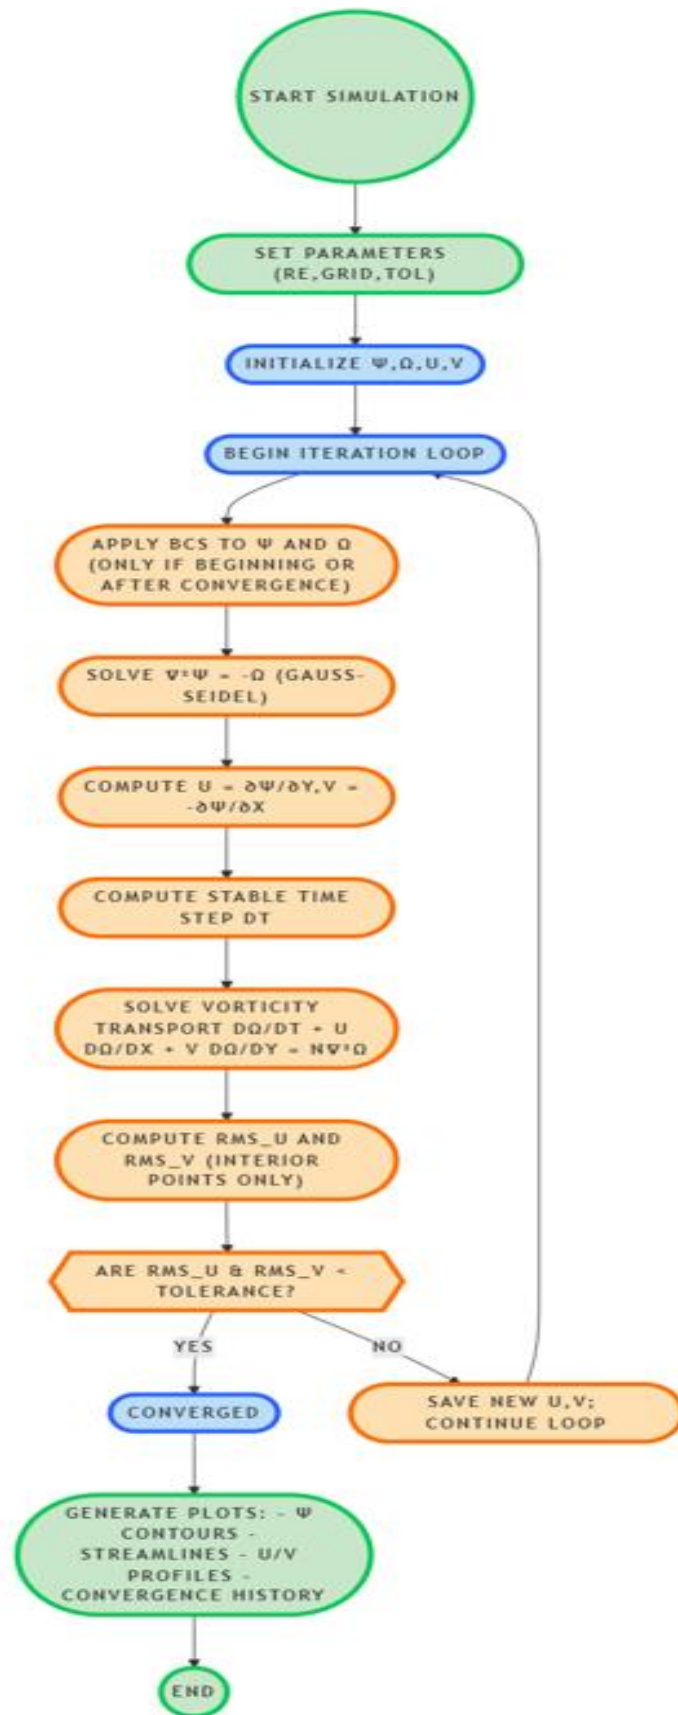 START SIMULATION
SET PARAMETERS
(RE,GRID,TOL)
INITIALIZE Ψ,Ω,U,V
BEGIN ITERATION LOOP
APPLY BCS TO Ψ AND Ω
(ONLY IF BEGINNING OR
AFTER CONVERGENCE)
SOLVE ∇²Ψ = -Ω (GAUSS-
SEIDEL)
COMPUTE U = ∂Ψ/∂Y,V =
-∂Ψ/∂X
COMPUTE STABLE TIME
STEP DT
SOLVE VORTICITY
TRANSPORT DΩ/DT + U
DΩ/DX + V DΩ/DY = Ν∇²Ω
COMPUTE RMS_U AND
RMS_V (INTERIOR
POINTS ONLY)
ARE RMS_U & RMS_V <
TOLERANCE?
YES
NO
CONVERGED
SAVE NEW U,V;
CONTINUE LOOP
GENERATE PLOTS: - Ψ
CONTOURS -
STREAMLINES - U/V
PROFILES -
CONVERGENCE HISTORY
END